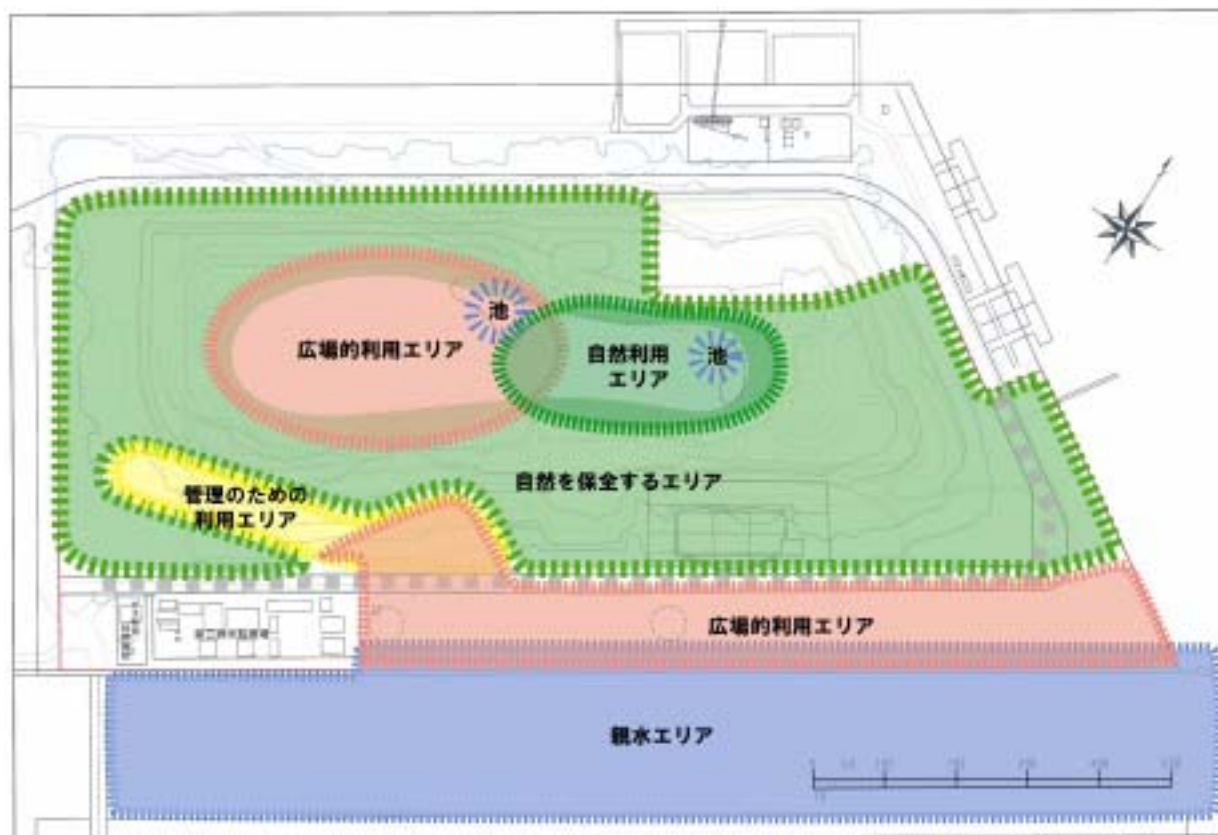 池
広場的利用エリア
自然利用
エリア
池
自然を保全するエリア
管理のための
利用エリア
広場的利用エリア
親水エリア